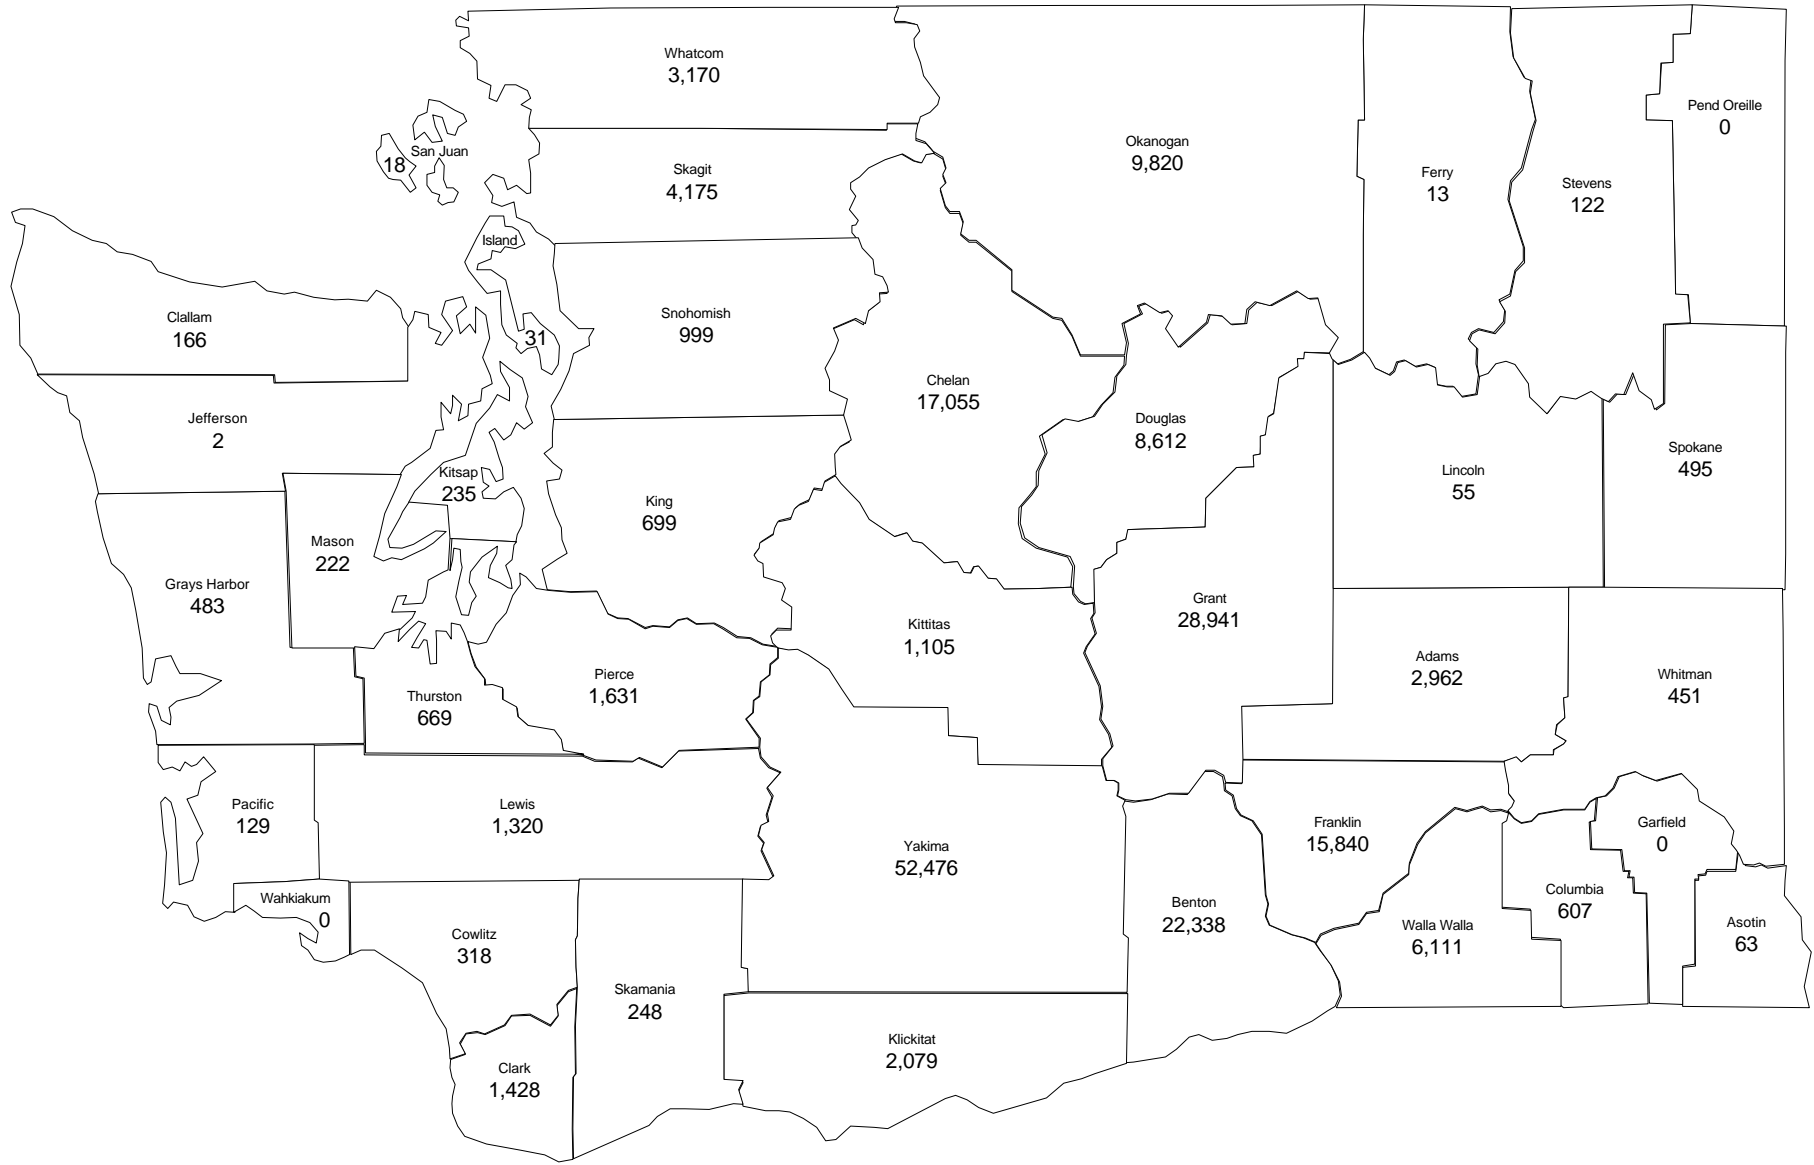 Whatcom
3,170
Pend Oreille
0
Okanogan
9,820
San Juan
18
Skagit
4,175
Ferry
13
Stevens
122
Island
31
Clallam
166
Snohomish
999
Chelan
17,055
Jefferson
2
Douglas
8,612
Spokane
495
Kitsap
235
Lincoln
55
King
699
Mason
222
Grays Harbor
483
Grant
28,941
Kittitas
1,105
Adams
2,962
Pierce
1,631
Whitman
451
Thurston
669
Pacific
129
Lewis
1,320
Franklin
15,840
Garfield
0
Yakima
52,476
Columbia
607
Wahkiakum
0
Benton
22,338
Walla Walla
6,111
Asotin
63
Cowlitz
318
Skamania
248
Klickitat
2,079
Clark
1,428